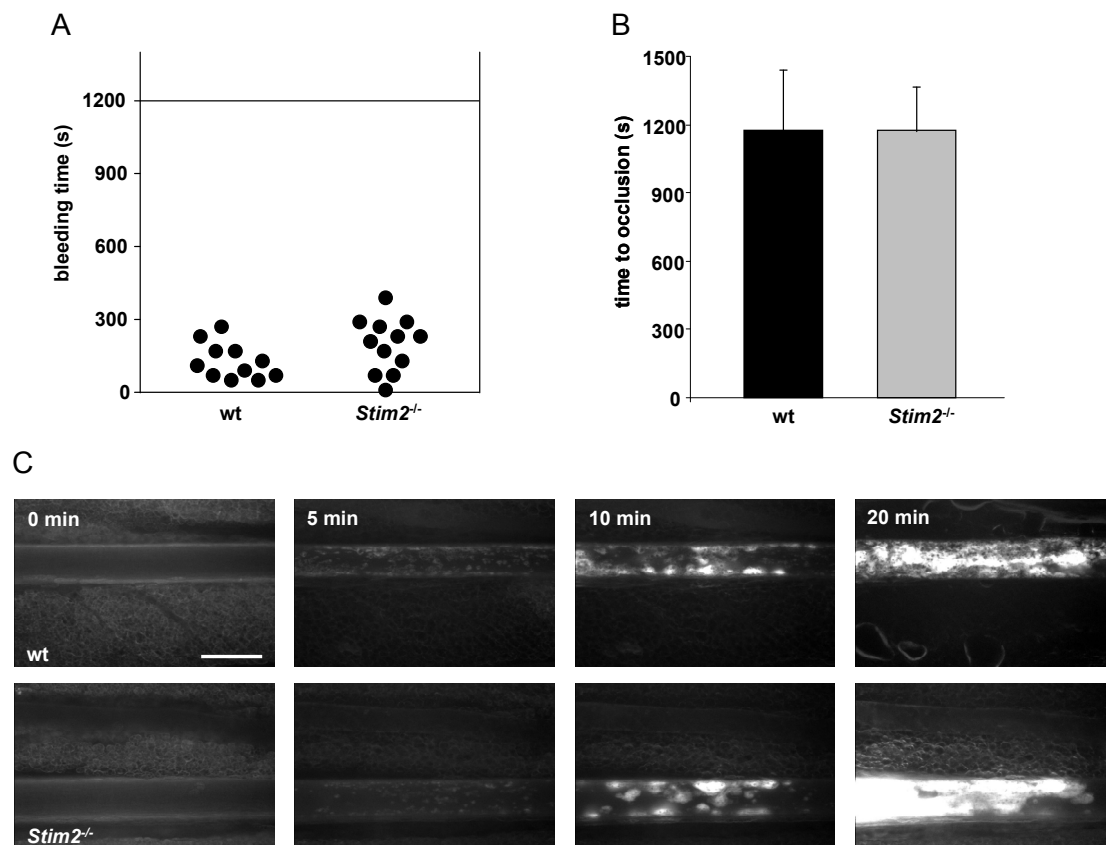 A
bleeding time (s)
1200
900
600
300
0
wt
Stim2-/-
B
time to occlusion (s)
1500
1200
900
600
300
0
wt
Stim2-/-
C
0 min
5 min
10 min
20 min
wt
Stim2-/-